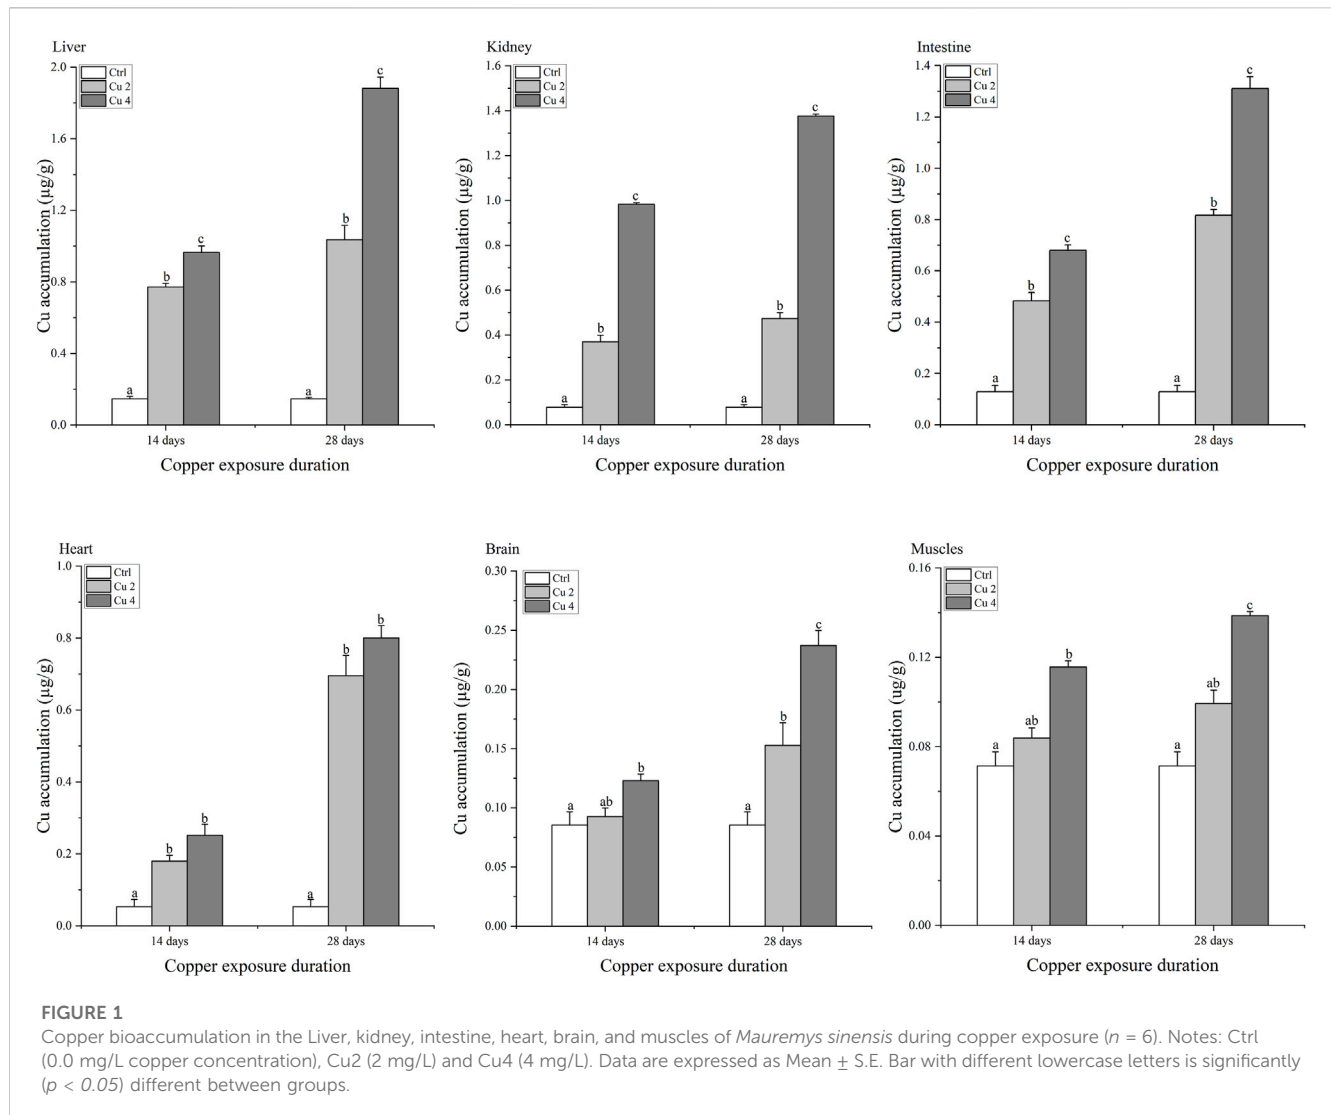 Liver
Ctrl
Cu 2
Cu 4
2.0
1.6
1.2
0.8
0.4
0.0
Cu accumulation (μg/g)
a
b
c
a
b
c
14 days
28 days
Copper exposure duration
Kidney
Ctrl
Cu 2
Cu 4
1.6
1.4
1.2
1.0
0.8
0.6
0.4
0.2
0.0
Cu accumulation (μg/g)
a
b
c
a
b
c
14 days
28 days
Copper exposure duration
Intestine
Ctrl
Cu 2
Cu 4
1.4
1.2
1.0
0.8
0.6
0.4
0.2
0.0
Cu accumulation (μg/g)
a
b
c
a
b
c
14 days
28 days
Copper exposure duration
Heart
Ctrl
Cu 2
Cu 4
1.0
0.8
0.6
0.4
0.2
0.0
Cu accumulation (μg/g)
a
b
b
a
b
b
14 days
28 days
Copper exposure duration
Brain
Ctrl
Cu 2
Cu 4
0.30
0.25
0.20
0.15
0.10
0.05
0.00
Cu accumulation (μg/g)
a
ab
b
a
b
c
14 days
28 days
Copper exposure duration
Muscles
Ctrl
Cu 2
Cu 4
0.16
0.12
0.08
0.04
0.00
Cu accumulation (ug/g)
a
ab
b
a
ab
c
14 days
28 days
Copper exposure duration
FIGURE 1
Copper bioaccumulation in the Liver, kidney, intestine, heart, brain, and muscles of Mauremys sinensis during copper exposure (n = 6). Notes: Ctrl
(0.0 mg/L copper concentration), Cu2 (2 mg/L) and Cu4 (4 mg/L). Data are expressed as Mean ± S.E. Bar with different lowercase letters is significantly
(p < 0.05) different between groups.